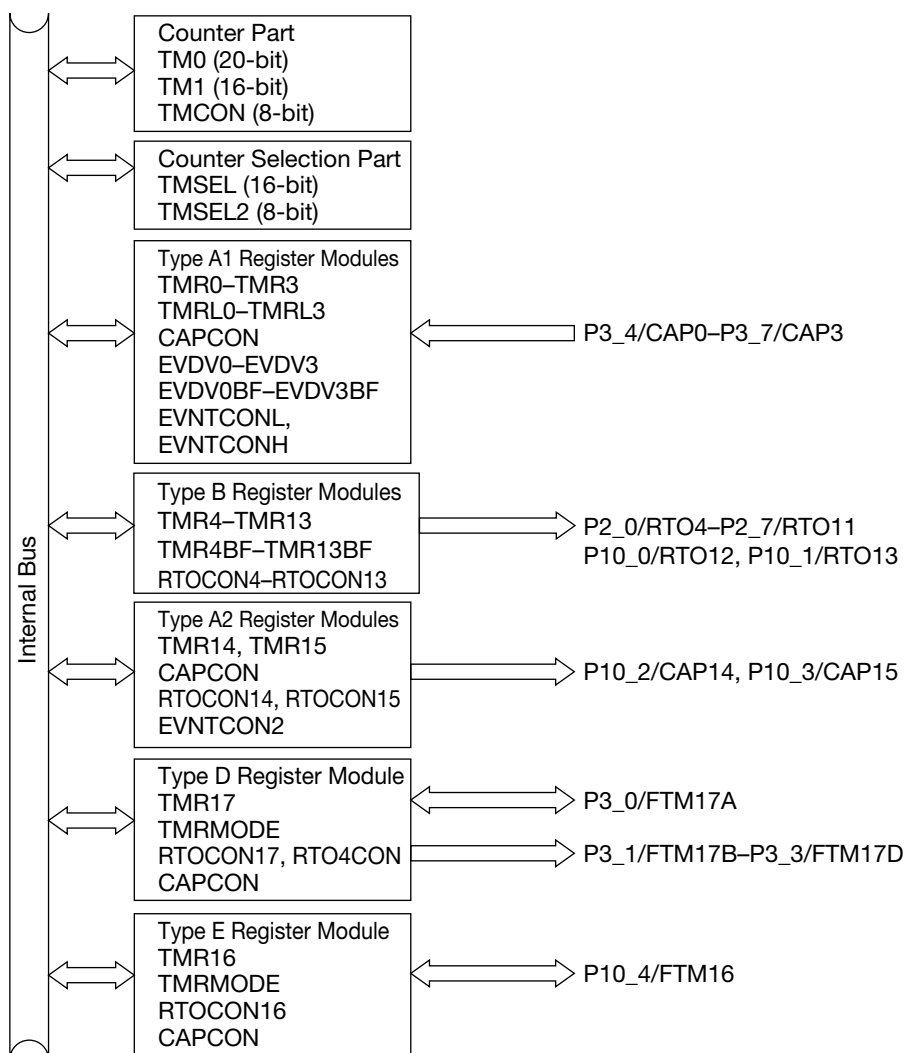 Internal Bus
Counter Part
TM0 (20-bit)
TM1 (16-bit)
TMCON (8-bit)
Counter Selection Part
TMSEL (16-bit)
TMSEL2 (8-bit)
Type A1 Register Modules
TMR0–TMR3
TMRL0–TMRL3
CAPCON
EVDV0–EVDV3
EVDV0BF–EVDV3BF
EVNTCONL,
EVNTCONH
P3_4/CAP0–P3_7/CAP3
Type B Register Modules
TMR4–TMR13
TMR4BF–TMR13BF
RTOCON4–RTOCON13
P2_0/RTO4–P2_7/RTO11
P10_0/RTO12, P10_1/RTO13
Type A2 Register Modules
TMR14, TMR15
CAPCON
RTOCON14, RTOCON15
EVNTCON2
P10_2/CAP14, P10_3/CAP15
Type D Register Module
TMR17
TMRMODE
RTOCON17, RTO4CON
CAPCON
P3_0/FTM17A
P3_1/FTM17B–P3_3/FTM17D
Type E Register Module
TMR16
TMRMODE
RTOCON16
CAPCON
P10_4/FTM16